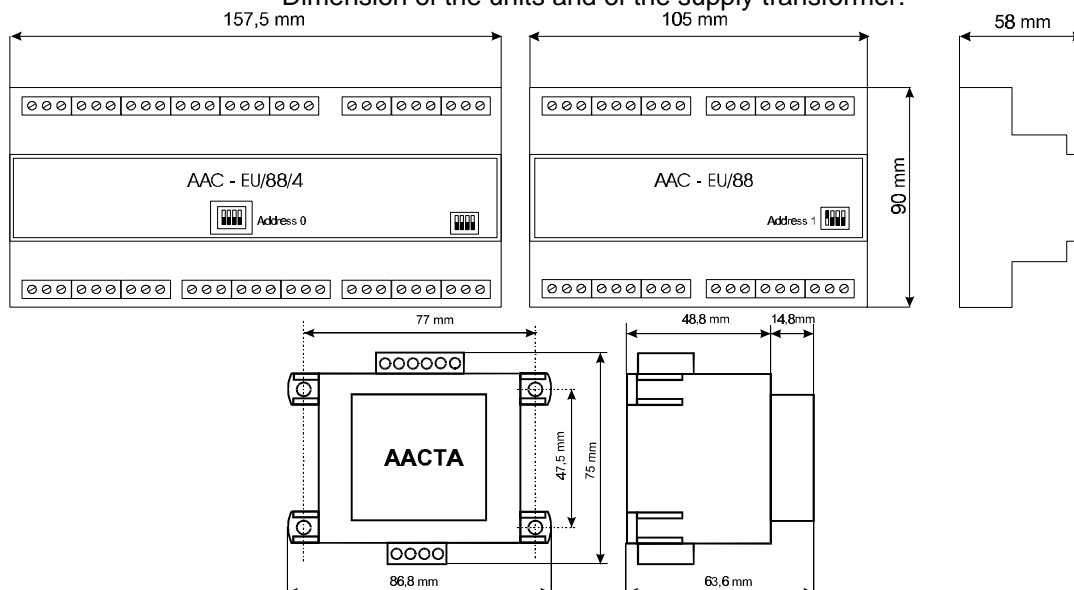 Dimension of the units and of the supply transformer:
157,5 mm
105 mm
58 mm
AAC - EU/88/4
Address 0
AAC - EU/88
Address 1
90 mm
77 mm
48,8 mm
14,8mm
AACTA
47,5 mm
75 mm
86,8 mm
63,6 mm